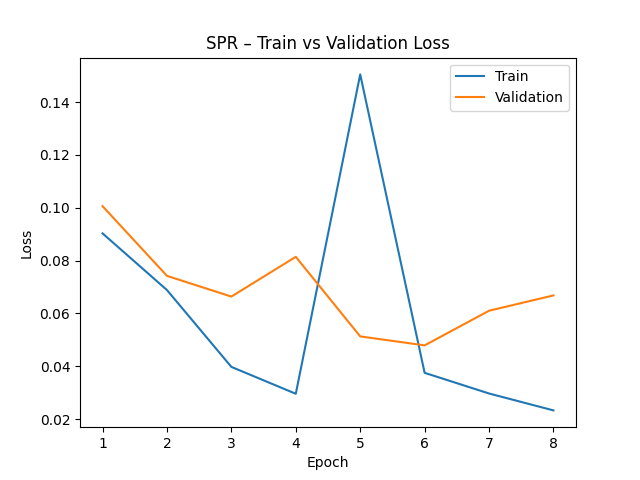 SPR – Train vs Validation Loss
Train
Validation
0.14
0.12
0.10
0.08
0.06
0.04
0.02
Loss
1 2 3 4 5 6 7 8
Epoch